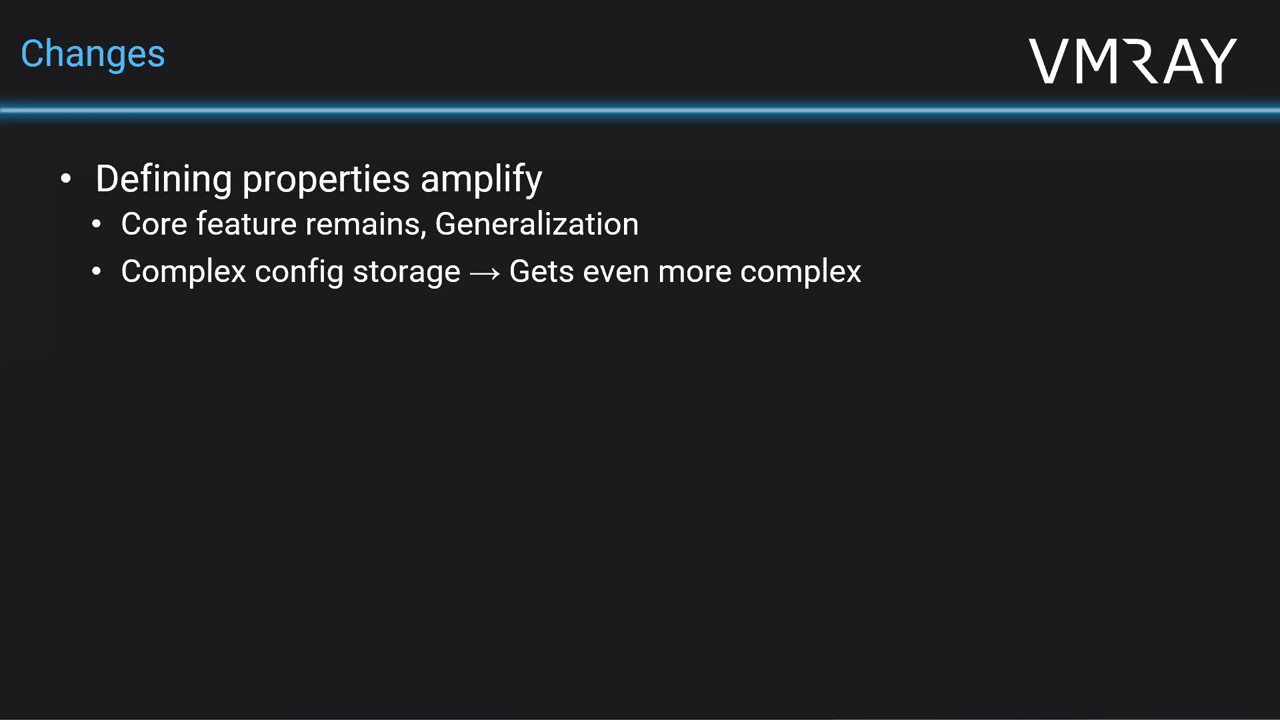 Changes
VMRAY
• Defining properties amplify
• Core feature remains, Generalization
• Complex config storage → Gets even more complex